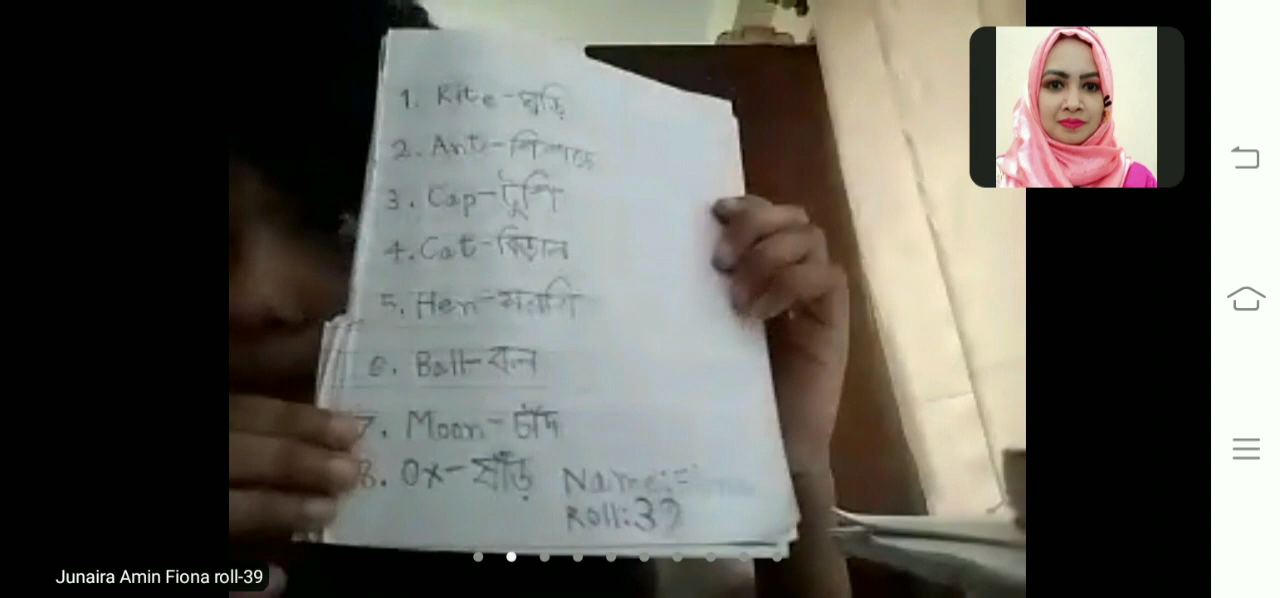 1. Kite-ঘুড়ি
2. Ant-পিপড়ে
3. Cap-টুপি
4. Cat-বিড়াল
5. Hen-মুরগি
6. Ball-বল
7. Moon-চাঁদ
8. Ox-ষাঁড়
Name:-
Roll:39
Junaira Amin Fiona roll-39